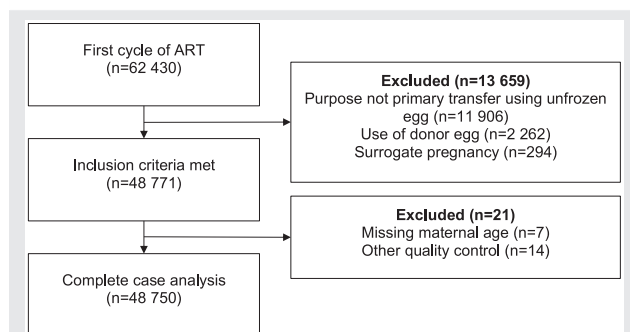 First cycle of ART
(n=62 430)
Excluded (n=13 659)
Purpose not primary transfer using unfrozen
egg (n=11 906)
Use of donor egg (n=2 262)
Surrogate pregnancy (n=294)
Inclusion criteria met
(n=48 771)
Excluded (n=21)
Missing maternal age (n=7)
Other quality control (n=14)
Complete case analysis
(n=48 750)